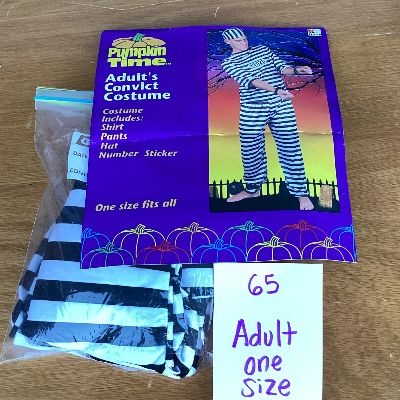 Pumpkin
Time
Adult's
Convict
Costume
Costume
Includes:
Shirt
Pants
Hat
Number Sticker
One size fits all
65
Adult
one
size